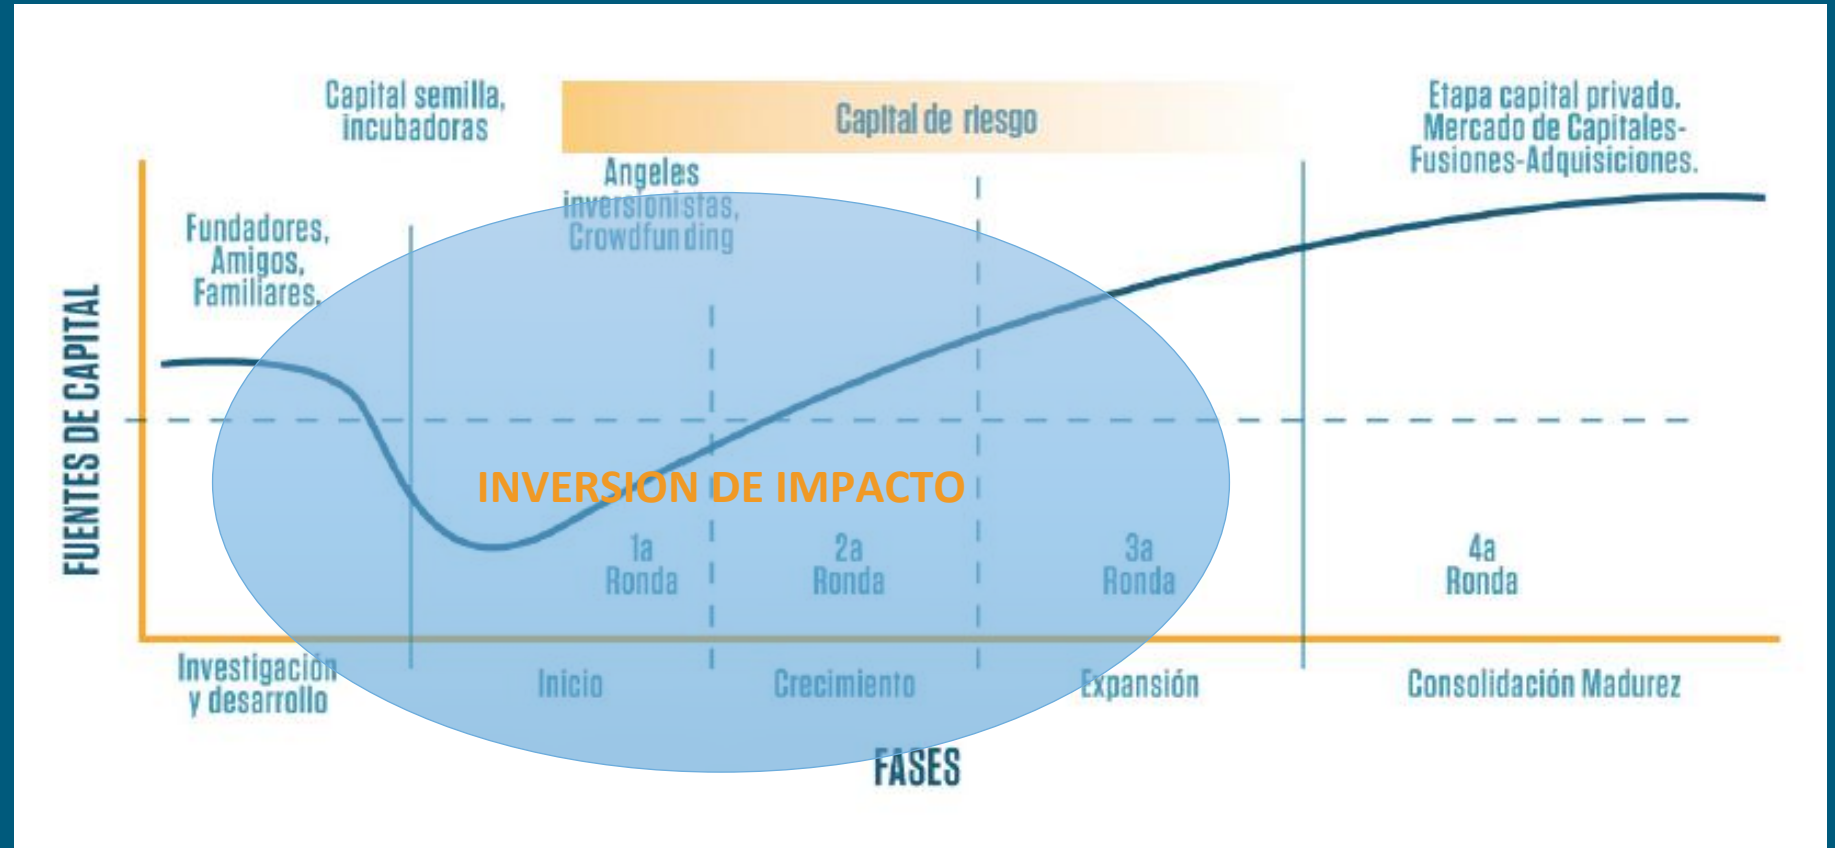 Capital semilla,
incubadoras
Capital de riesgo
Etapa capital privado.
Mercado de Capitales-
Fusiones-Adquisiciones.
Angeles
inversionistas,
Crowdfunding
Fundadores,
Amigos,
Familiares.
FUENTES DE CAPITAL
INVERSION DE IMPACTO
1a
Ronda
2a
Ronda
3a
Ronda
4a
Ronda
Investigación
y desarrollo
Inicio
Crecimiento
Expansión
Consolidación Madurez
FASES